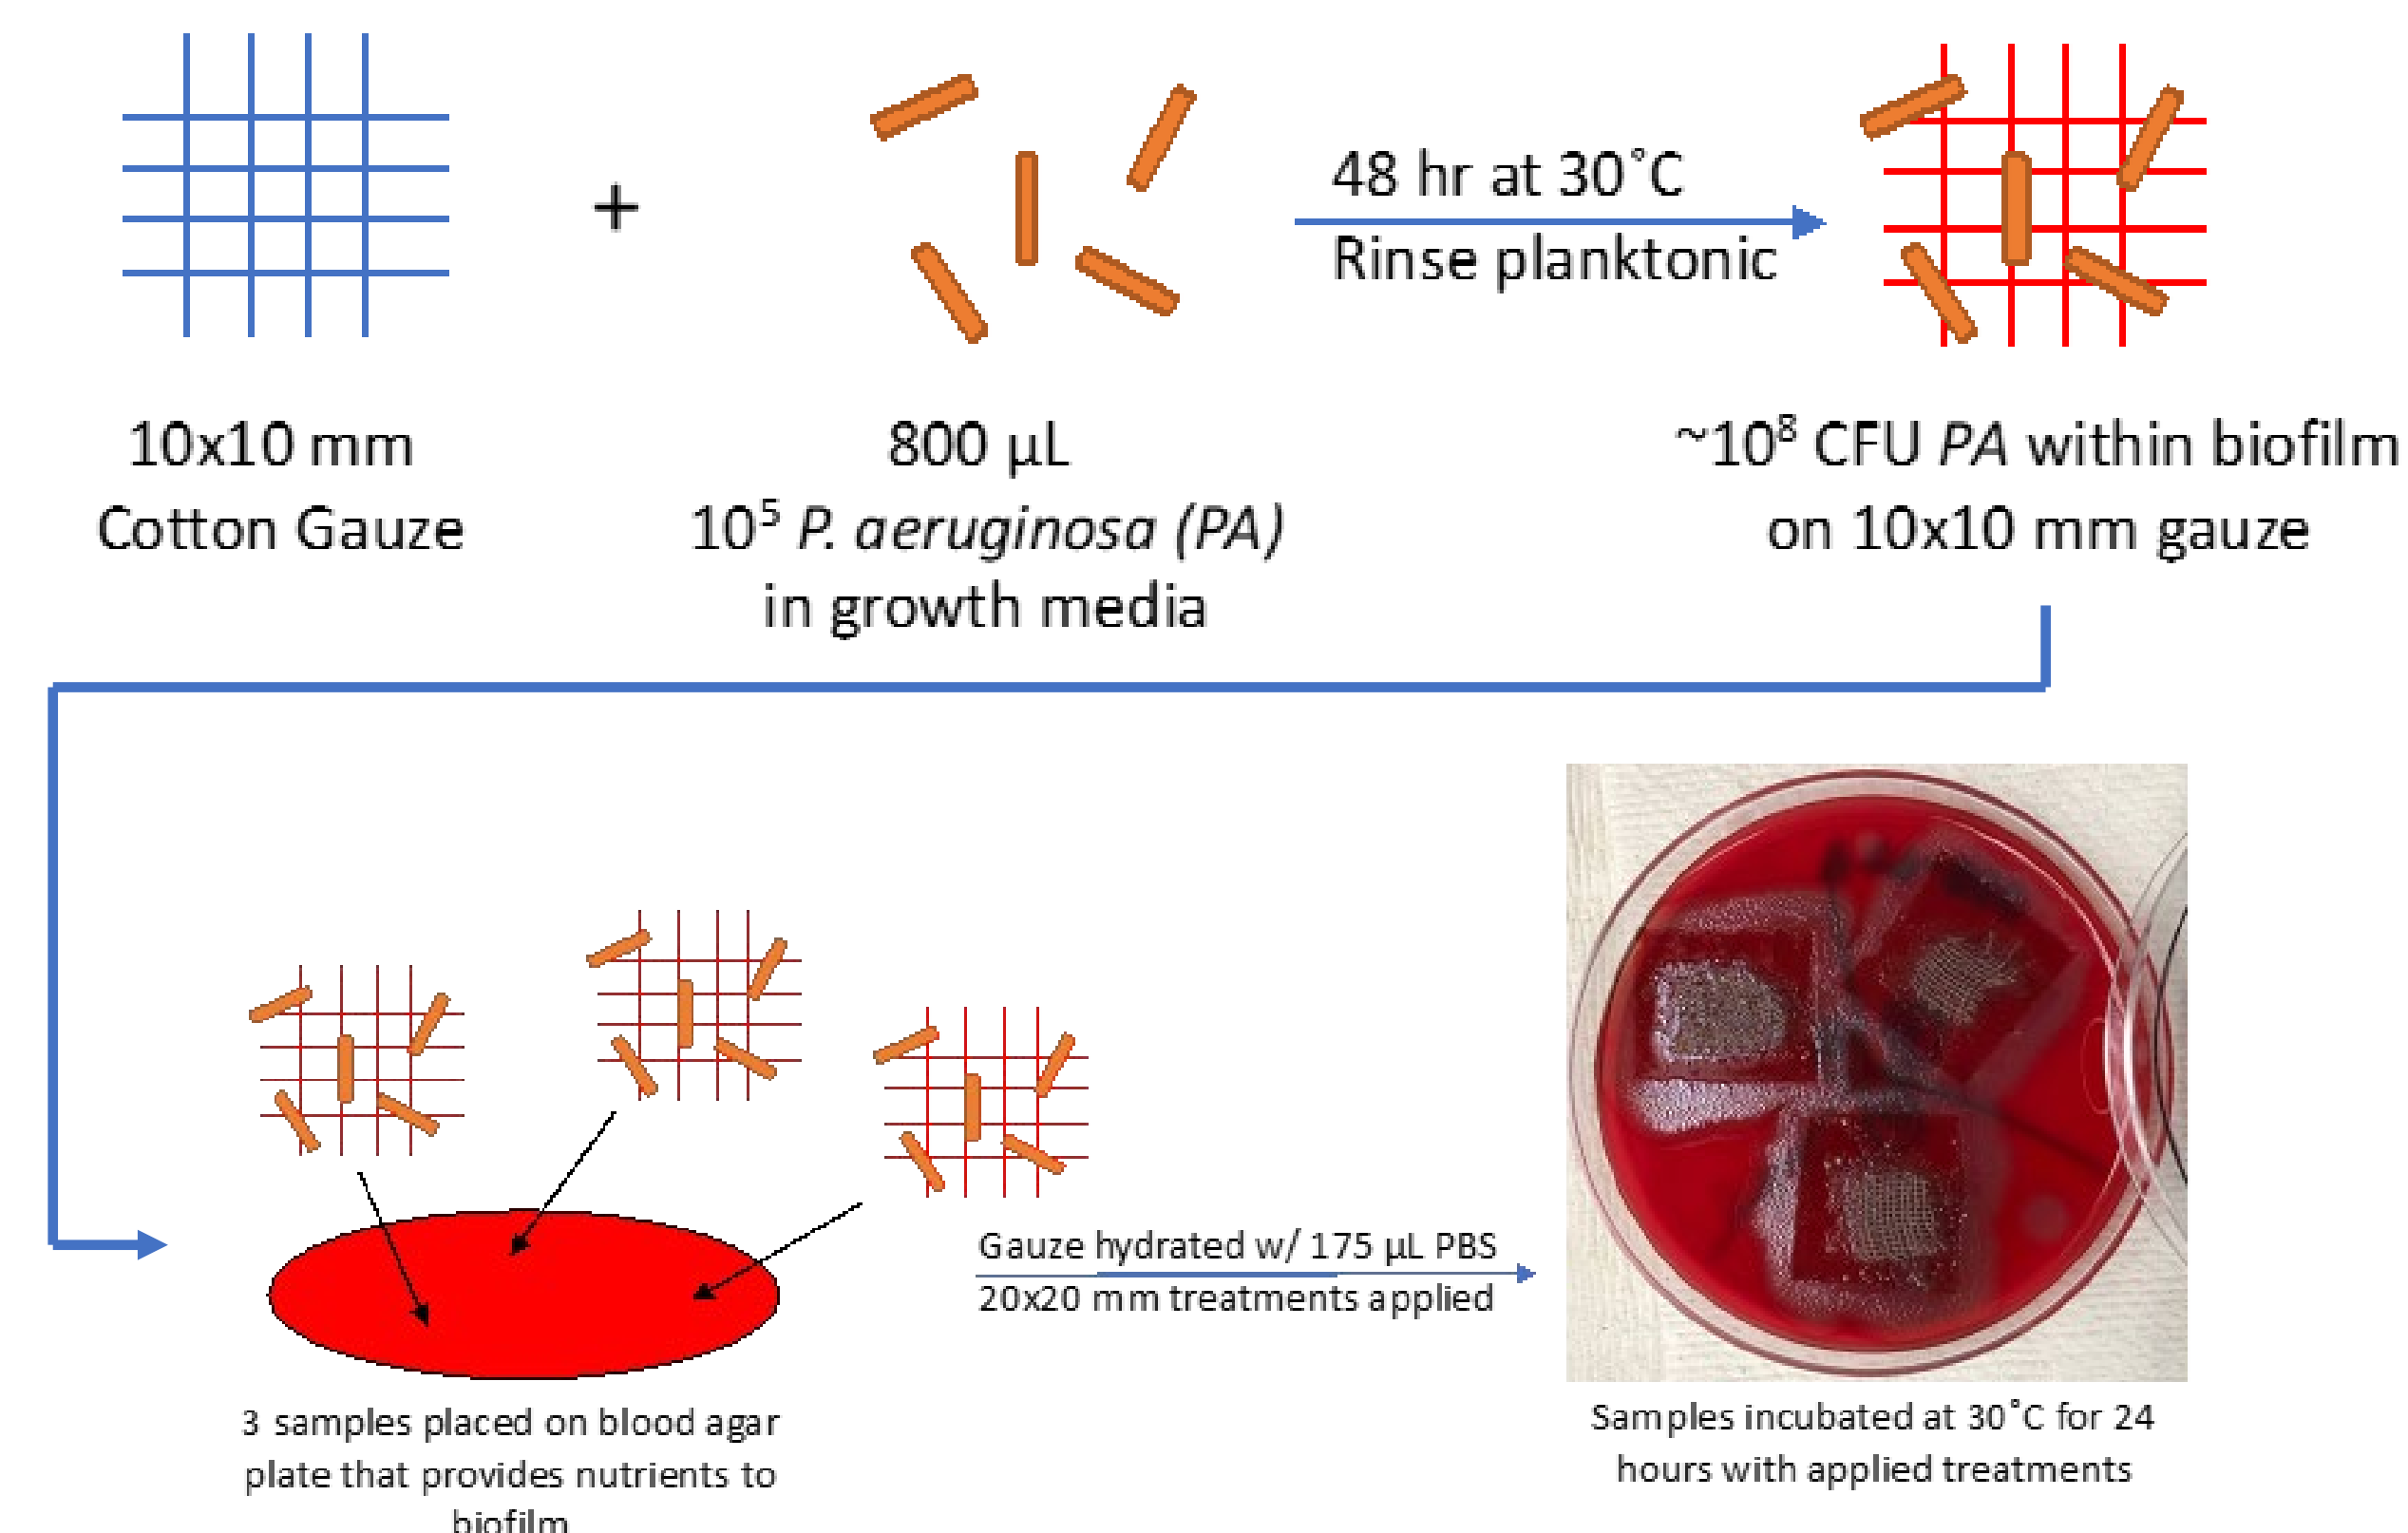 +
48 hr at 30˚C
Rinse planktonic
10x10 mm
Cotton Gauze
800 µL
10⁵ P. aeruginosa (PA)
in growth media
~10⁸ CFU PA within biofilm
on 10x10 mm gauze
Gauze hydrated w/ 175 µL PBS
20x20 mm treatments applied
3 samples placed on blood agar
plate that provides nutrients to
biofilm
Samples incubated at 30˚C for 24
hours with applied treatments